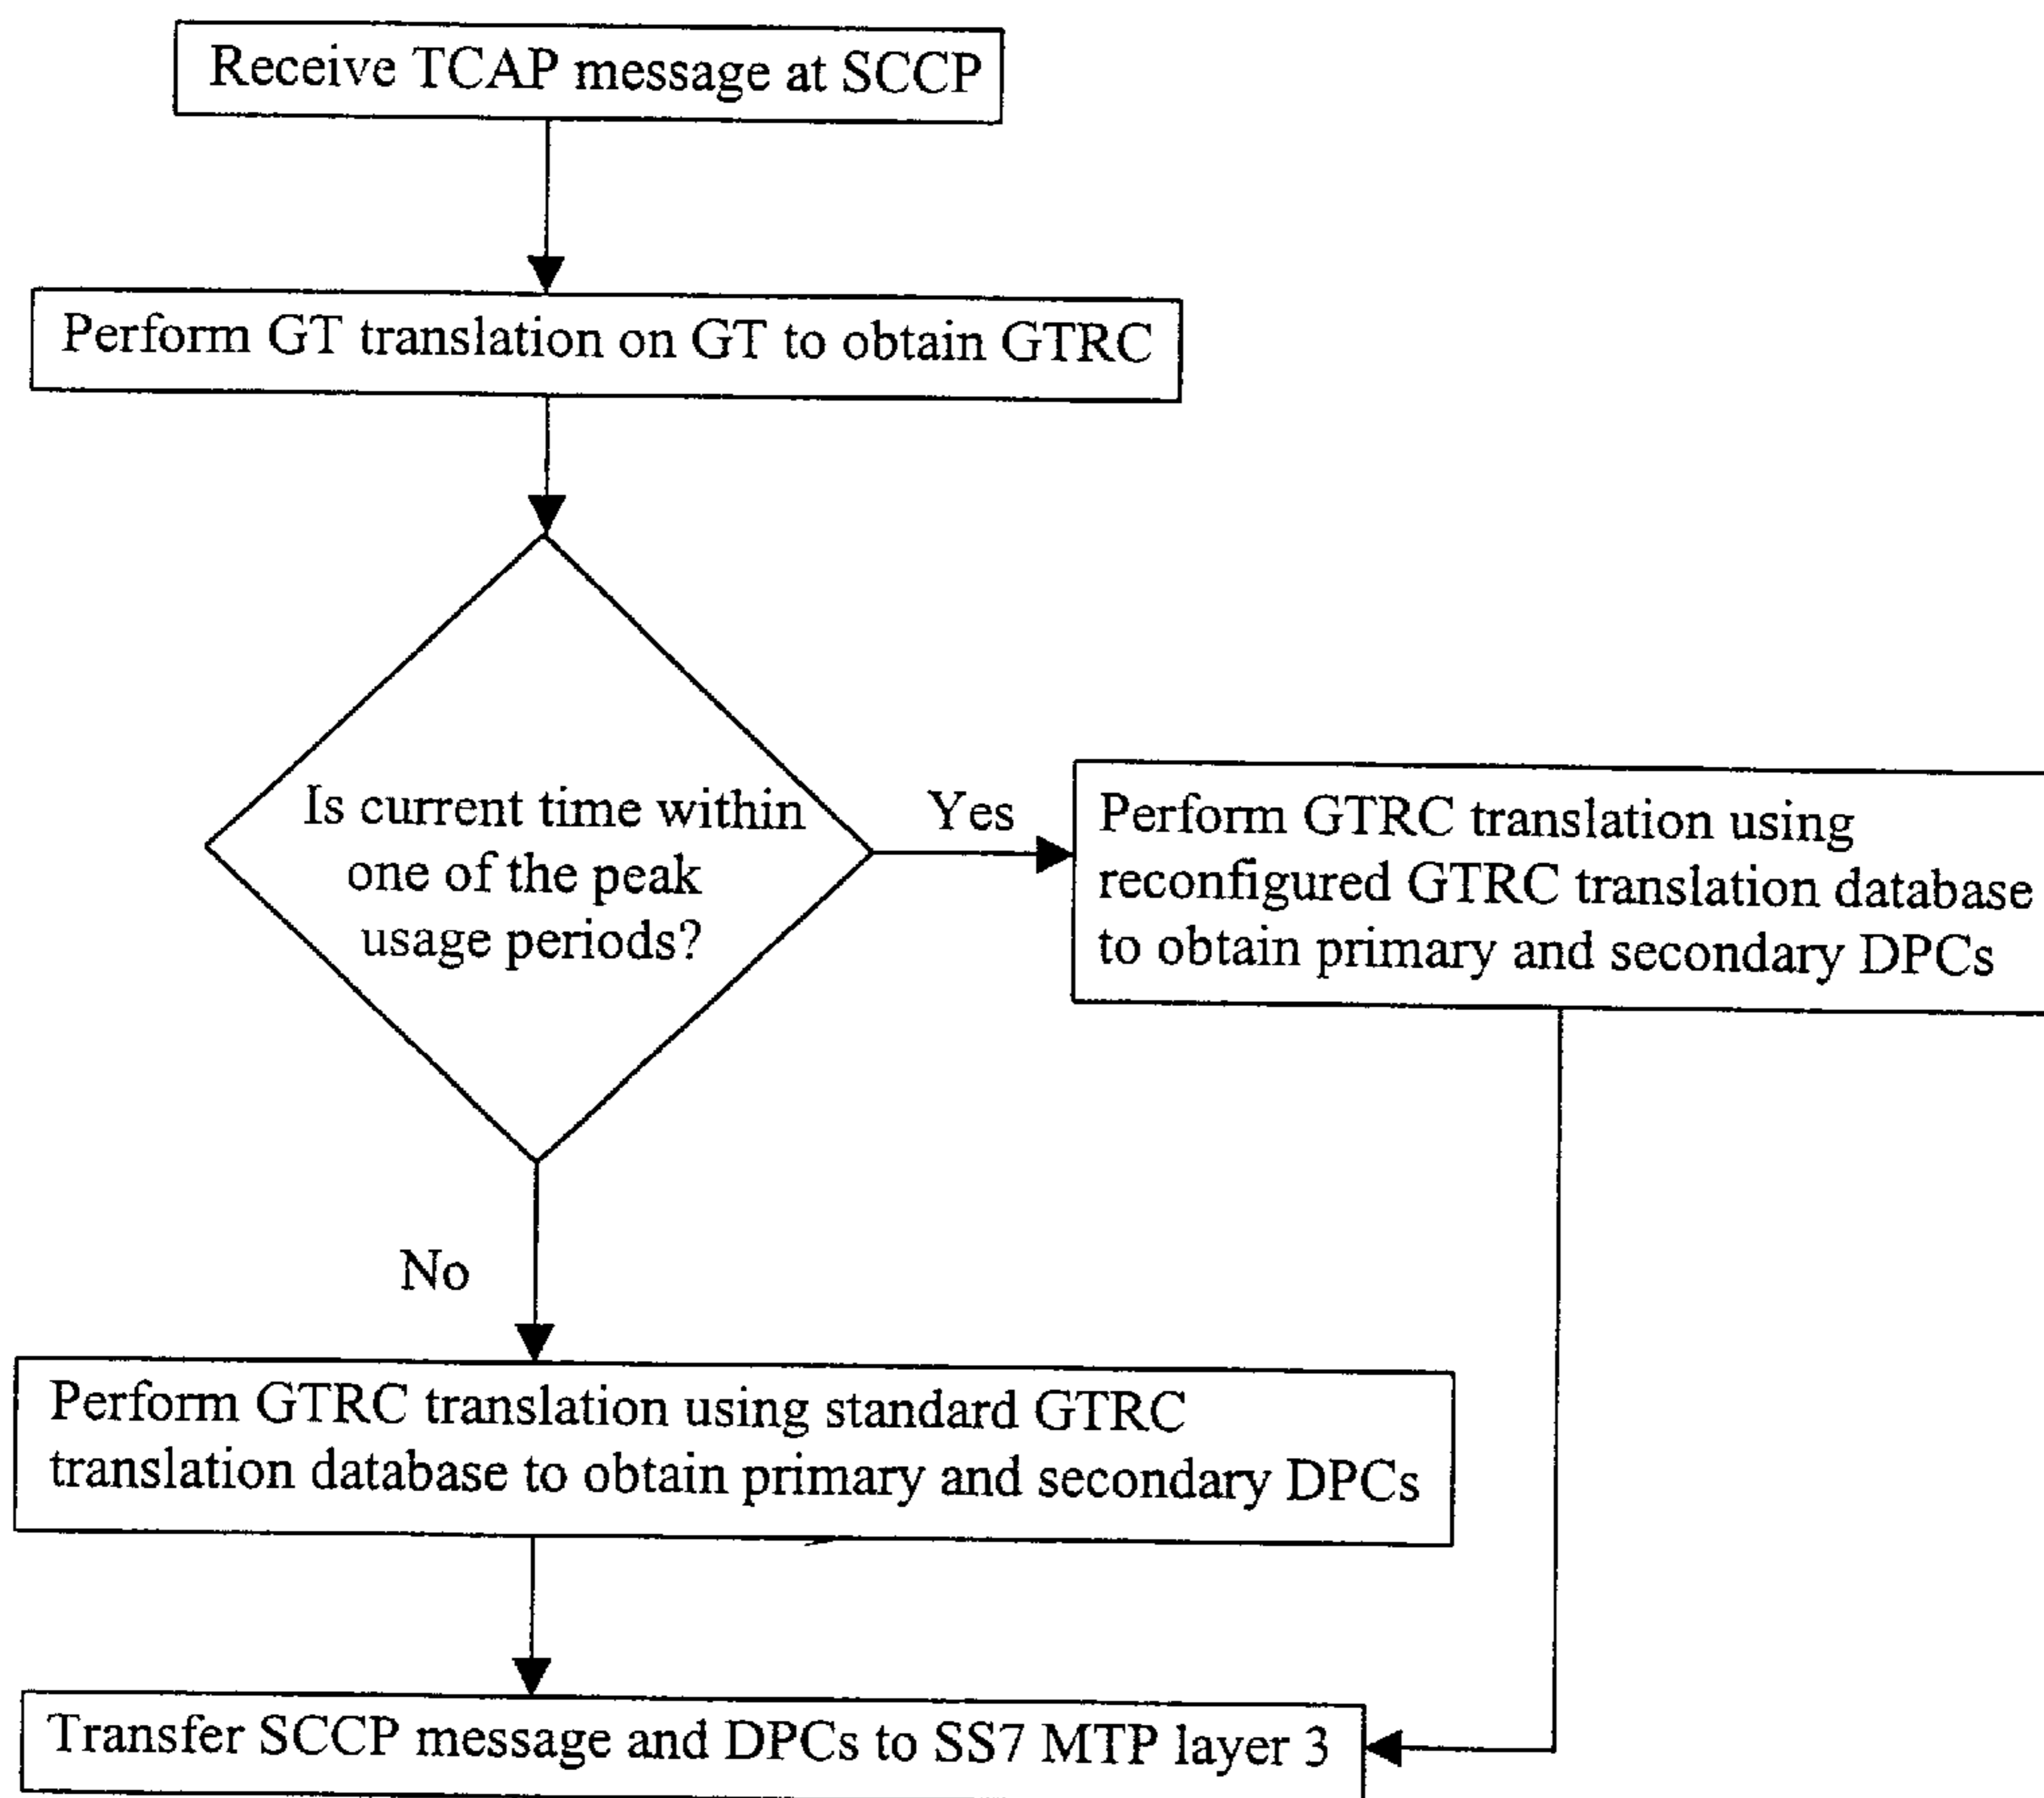 Receive TCAP message at SCCP
Perform GT translation on GT to obtain GTRC
Is current time within
one of the peak
usage periods?
Yes
Perform GTRC translation using
reconfigured GTRC translation database
to obtain primary and secondary DPCs
No
Perform GTRC translation using standard GTRC
translation database to obtain primary and secondary DPCs
Transfer SCCP message and DPCs to SS7 MTP layer 3